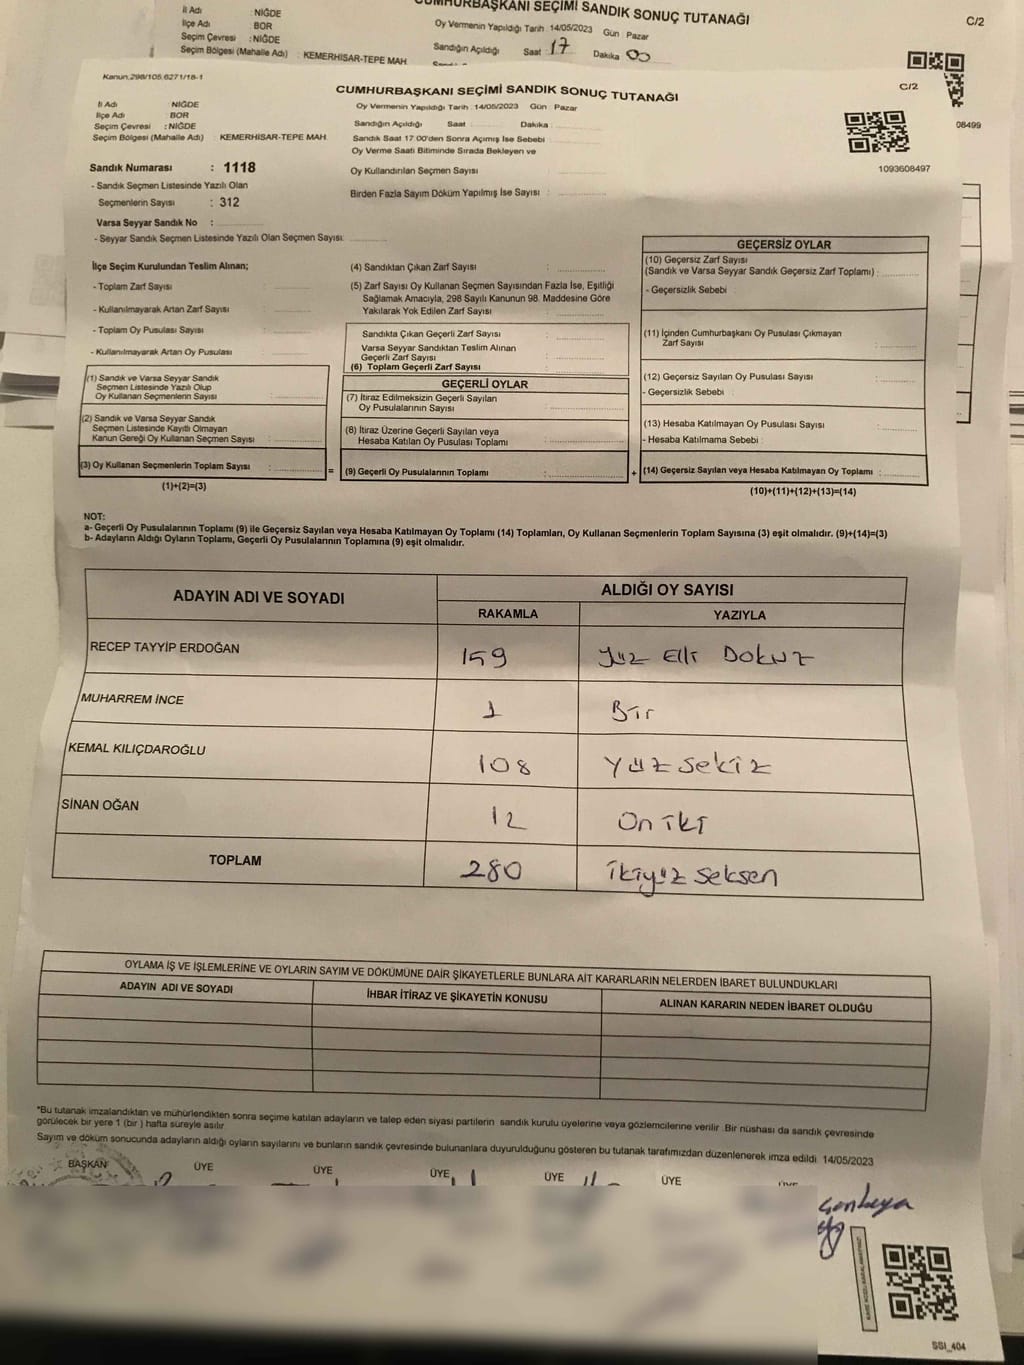 İl Adı : NİĞDE
İlçe Adı : BOR
Seçim Çevresi : NİĞDE
Seçim Bölgesi (Mahalle Adı) : KEMERHİSAR-TEPE MAH
CUMHURBAŞKANI SEÇİMİ SANDIK SONUÇ TUTANAĞI
Oy Vermenin Yapıldığı Tarih :14/05/2023 Gün : Pazar
Sandığın Açıldığı Saat : 17 Dakika : 00
C/2
08499
Kanun,298/105,6271/18-1
CUMHURBAŞKANI SEÇİMİ SANDIK SONUÇ TUTANAĞI
C/2
İl Adı : NİĞDE
İlçe Adı : BOR
Seçim Çevresi : NİĞDE
Seçim Bölgesi (Mahalle Adı) : KEMERHİSAR-TEPE MAH
Oy Vermenin Yapıldığı Tarih : 14/05/2023 Gün : Pazar
Sandığın Açıldığı Saat : Dakika :
Sandık Saat 17:00'den Sonra Açımış İse Sebebi :
Oy Verme Saati Bitiminde Sırada Bekleyen ve
Oy Kullandırılan Seçmen Sayısı :
Birden Fazla Sayım Döküm Yapılmış İse Sayısı :
1093608497
Sandık Numarası : 1118
- Sandık Seçmen Listesinde Yazılı Olan
Seçmenlerin Sayısı : 312
Varsa Seyyar Sandık No :
- Seyyar Sandık Seçmen Listesinde Yazılı Olan Seçmen Sayısı:
İlçe Seçim Kurulundan Teslim Alınan;
- Toplam Zarf Sayısı :
- Kullanılmayarak Artan Zarf Sayısı :
- Toplam Oy Pusulası Sayısı :
- Kullanılmayarak Artan Oy Pusulası :
(1) Sandık ve Varsa Seyyar Sandık
Seçmen Listesinde Yazılı Olup
Oy Kullanan Seçmenlerin Sayısı :
(2) Sandık ve Varsa Seyyar Sandık
Seçmen Listesinde Kayıtlı Olmayan
Kanun Gereği Oy Kullanan Seçmen Sayısı :
(3) Oy Kullanan Seçmenlerin Toplam Sayısı :
(1)+(2)=(3)
=
(4) Sandıktan Çıkan Zarf Sayısı :
(5) Zarf Sayısı Oy Kullanan Seçmen Sayısından Fazla İse, Eşitliği
Sağlamak Amacıyla, 298 Sayılı Kanunun 98. Maddesine Göre
Yakılarak Yok Edilen Zarf Sayısı :
Sandıkta Çıkan Geçerli Zarf Sayısı :
Varsa Seyyar Sandıktan Teslim Alınan
Geçerli Zarf Sayısı :
(6) Toplam Geçerli Zarf Sayısı :
GEÇERLİ OYLAR
(7) İtiraz Edilmeksizin Geçerli Sayılan
Oy Pusulalarının Sayısı :
(8) İtiraz Üzerine Geçerli Sayılan veya
Hesaba Katılan Oy Pusulası Toplamı :
(9) Geçerli Oy Pusulalarının Toplamı :
+
GEÇERSİZ OYLAR
(10) Geçersiz Zarf Sayısı
(Sandık ve Varsa Seyyar Sandık Geçersiz Zarf Toplamı) :
- Geçersizlik Sebebi :
(11) İçinden Cumhurbaşkanı Oy Pusulası Çıkmayan
Zarf Sayısı :
(12) Geçersiz Sayılan Oy Pusulası Sayısı :
- Geçersizlik Sebebi :
(13) Hesaba Katılmayan Oy Pusulası Sayısı :
- Hesaba Katılmama Sebebi :
(14) Geçersiz Sayılan veya Hesaba Katılmayan Oy Toplamı :
(10)+(11)+(12)+(13)=(14)
NOT:
a- Geçerli Oy Pusulalarının Toplamı (9) ile Geçersiz Sayılan veya Hesaba Katılmayan Oy Toplamı (14) Toplamları, Oy Kullanan Seçmenlerin Toplam Sayısına (3) eşit olmalıdır. (9)+(14)=(3)
b- Adayların Aldığı Oyların Toplamı, Geçerli Oy Pusulalarının Toplamına (9) eşit olmalıdır.
ADAYIN ADI VE SOYADI ALDIĞI OY SAYISI
RAKAMLA YAZIYLA
RECEP TAYYİP ERDOĞAN 159 Yüz Elli Dokuz
MUHARREM İNCE 1 Bir
KEMAL KILIÇDAROĞLU 108 Yüz sekiz
SİNAN OĞAN 12 On iki
TOPLAM 280 ikiyüz seksen
OYLAMA İŞ VE İŞLEMLERİNE VE OYLARIN SAYIM VE DÖKÜMÜNE DAİR ŞİKAYETLERLE BUNLARA AİT KARARLARIN NELERDEN İBARET BULUNDUKLARI
ADAYIN ADI VE SOYADI İHBAR İTİRAZ VE ŞİKAYETİN KONUSU ALINAN KARARIN NEDEN İBARET OLDUĞU
*Bu tutanak imzalandıktan ve mühürlendikten sonra seçime katılan adayların ve talep eden siyasi partilerin sandık kurulu üyelerine veya gözlemcilerine verilir .Bir nüshası da sandık çevresinde
görülecek bir yere 1 (bir ) hafta süreyle asılır.
Sayım ve döküm sonucunda adayların aldığı oyların sayılarını ve bunların sandık çevresinde bulunanlara duyurulduğunu gösteren bu tutanak tarafımızdan düzenlenerek imza edildi. 14/05/2023
BAŞKAN ÜYE ÜYE ÜYE ÜYE ÜYE
SSI_404